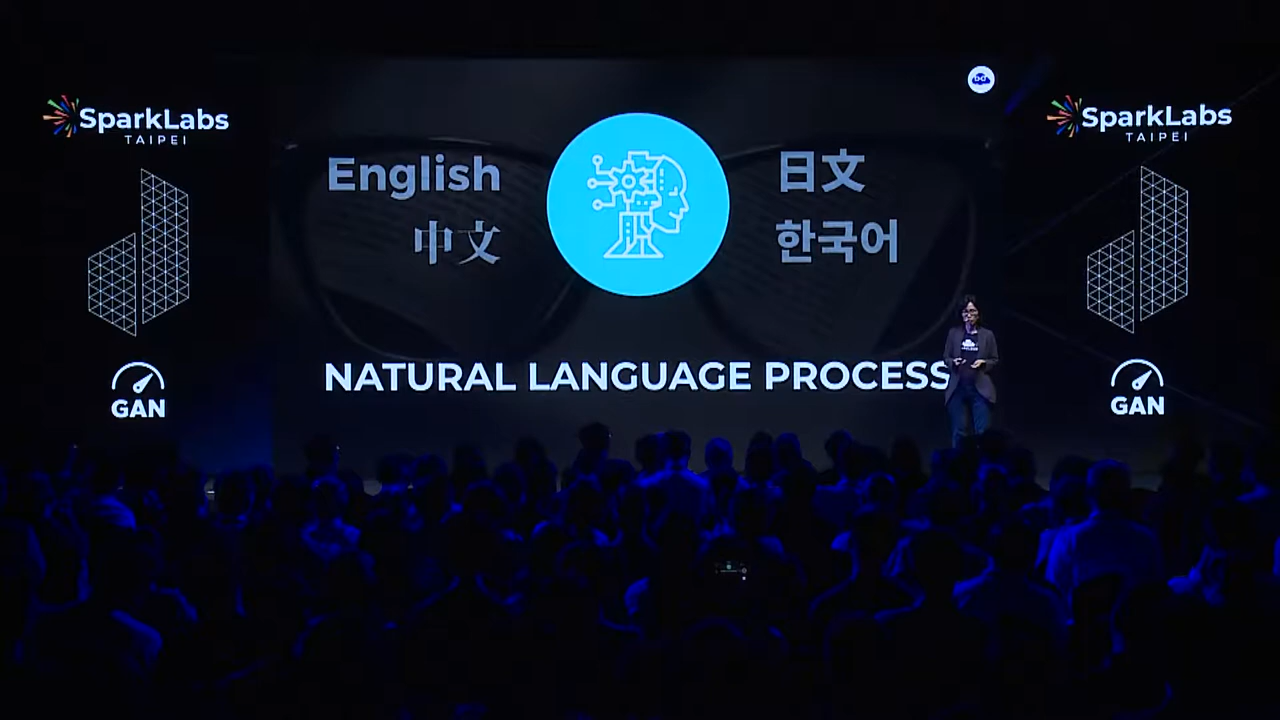 SparkLabs
TAIPEI
GAN
English
中文
日文
한국어
NATURAL LANGUAGE PROCESS
SparkLabs
TAIPEI
GAN